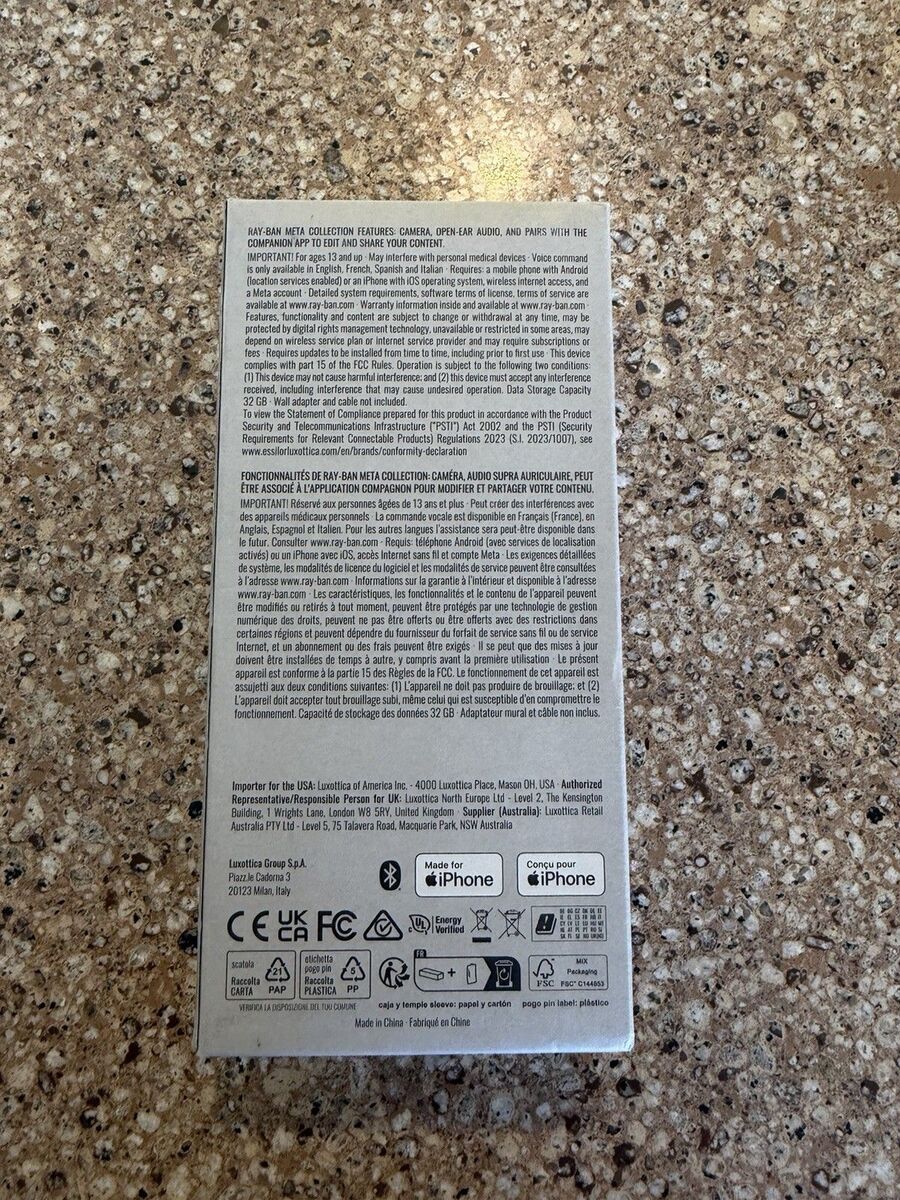 RAY-BAN META COLLECTION FEATURES: CAMERA, OPEN-EAR AUDIO, AND PAIRS WITH THE
COMPANION APP TO EDIT AND SHARE YOUR CONTENT.
IMPORTANT! For ages 13 and up · May interfere with personal medical devices · Voice command
is only available in English, French, Spanish and Italian · Requires: a mobile phone with Android
(location services enabled) or an iPhone with iOS operating system, wireless internet access, and
a Meta account · Detailed system requirements, software terms of license, terms of service are
available at www.ray-ban.com · Warranty information inside and available at www.ray-ban.com ·
Features, functionality and content are subject to change or withdrawal at any time, may be
protected by digital rights management technology, unavailable or restricted in some areas, may
depend on wireless service plan or internet service provider and may require subscriptions or
fees · Requires updates to be installed from time to time, including prior to first use · This device
complies with part 15 of the FCC Rules. Operation is subject to the following two conditions:
(1) This device may not cause harmful interference; and (2) this device must accept any interference
received, including interference that may cause undesired operation. Data Storage Capacity
32 GB · Wall adapter and cable not included.
To view the Statement of Compliance prepared for this product in accordance with the Product
Security and Telecommunications Infrastructure ("PSTI") Act 2002 and the PSTI (Security
Requirements for Relevant Connectable Products) Regulations 2023 (S.I. 2023/1007), see
www.essilorluxottica.com/en/brands/conformity-declaration
FONCTIONNALITÉS DE RAY-BAN META COLLECTION: CAMÉRA, AUDIO SUPRA AURICULAIRE, PEUT
ÊTRE ASSOCIÉ À L'APPLICATION COMPAGNON POUR MODIFIER ET PARTAGER VOTRE CONTENU.
IMPORTANT! Réservé aux personnes âgées de 13 ans et plus · Peut créer des interférences avec
des appareils médicaux personnels · La commande vocale est disponible en Français (France), en
Anglais, Espagnol et Italien. Pour les autres langues l'assistance sera peut-être disponible dans
le futur. Consulter www.ray-ban.com · Requis: téléphone Android (avec services de localisation
activés) ou un iPhone avec iOS, accès Internet sans fil et compte Meta · Les exigences détaillées
de système, les modalités de licence du logiciel et les modalités de service peuvent être consultées
à l'adresse www.ray-ban.com · Informations sur la garantie à l'intérieur et disponible à l'adresse
www.ray-ban.com · Les caractéristiques, les fonctionnalités et le contenu de l'appareil peuvent
être modifiés ou retirés à tout moment, peuvent être protégés par une technologie de gestion
numérique des droits, peuvent ne pas être offerts ou être offerts avec des restrictions dans
certaines régions et peuvent dépendre du fournisseur du forfait de service sans fil ou de service
Internet, et un abonnement ou des frais peuvent être exigés · Il se peut que des mises à jour
doivent être installées de temps à autre, y compris avant la première utilisation · Le présent
appareil est conforme à la partie 15 des Règles de la FCC. Le fonctionnement de cet appareil est
assujetti aux deux conditions suivantes: (1) L'appareil ne doit pas produire de brouillage; et (2)
L'appareil doit accepter tout brouillage subi, même celui qui est susceptible d'en compromettre le
fonctionnement. Capacité de stockage des données 32 GB · Adaptateur mural et câble non inclus.
Importer for the USA: Luxottica of America Inc. - 4000 Luxottica Place, Mason OH, USA · Authorized
Representative/Responsible Person for UK: Luxottica North Europe Ltd - Level 2, The Kensington
Building, 1 Wrights Lane, London W8 5RY, United Kingdom · Supplier (Australia): Luxottica Retail
Australia PTY Ltd - Level 5, 75 Talavera Road, Macquarie Park, NSW Australia
Luxottica Group S.p.A.
Piazz.le Cadorna 3
20123 Milan, Italy
Made for
iPhone
Conçu pour
iPhone
CE UK CA FC
UL Energy Verified
scatola
Raccolta
CARTA
21
PAP
etichetta
pogo pin
Raccolta
PLASTICA
5
PP
FR
FSC
MIX
Packaging
FSC® C144853
VERIFICA LA DISPOSIZIONE DEL TUO COMUNE
caja y temple sleeve: papel y cartón pogo pin label: plástico
Made in China · Fabriqué en Chine